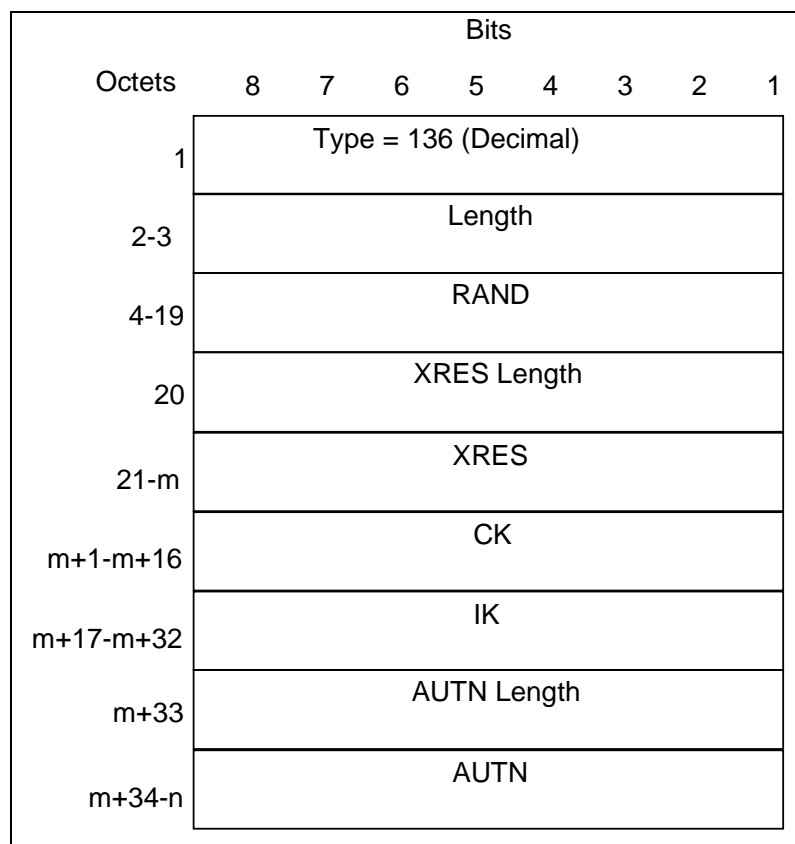 Bits
Octets 8 7 6 5 4 3 2 1
1 Type = 136 (Decimal)
2-3 Length
4-19 RAND
20 XRES Length
21-m XRES
m+1-m+16 CK
m+17-m+32 IK
m+33 AUTN Length
m+34-n AUTN